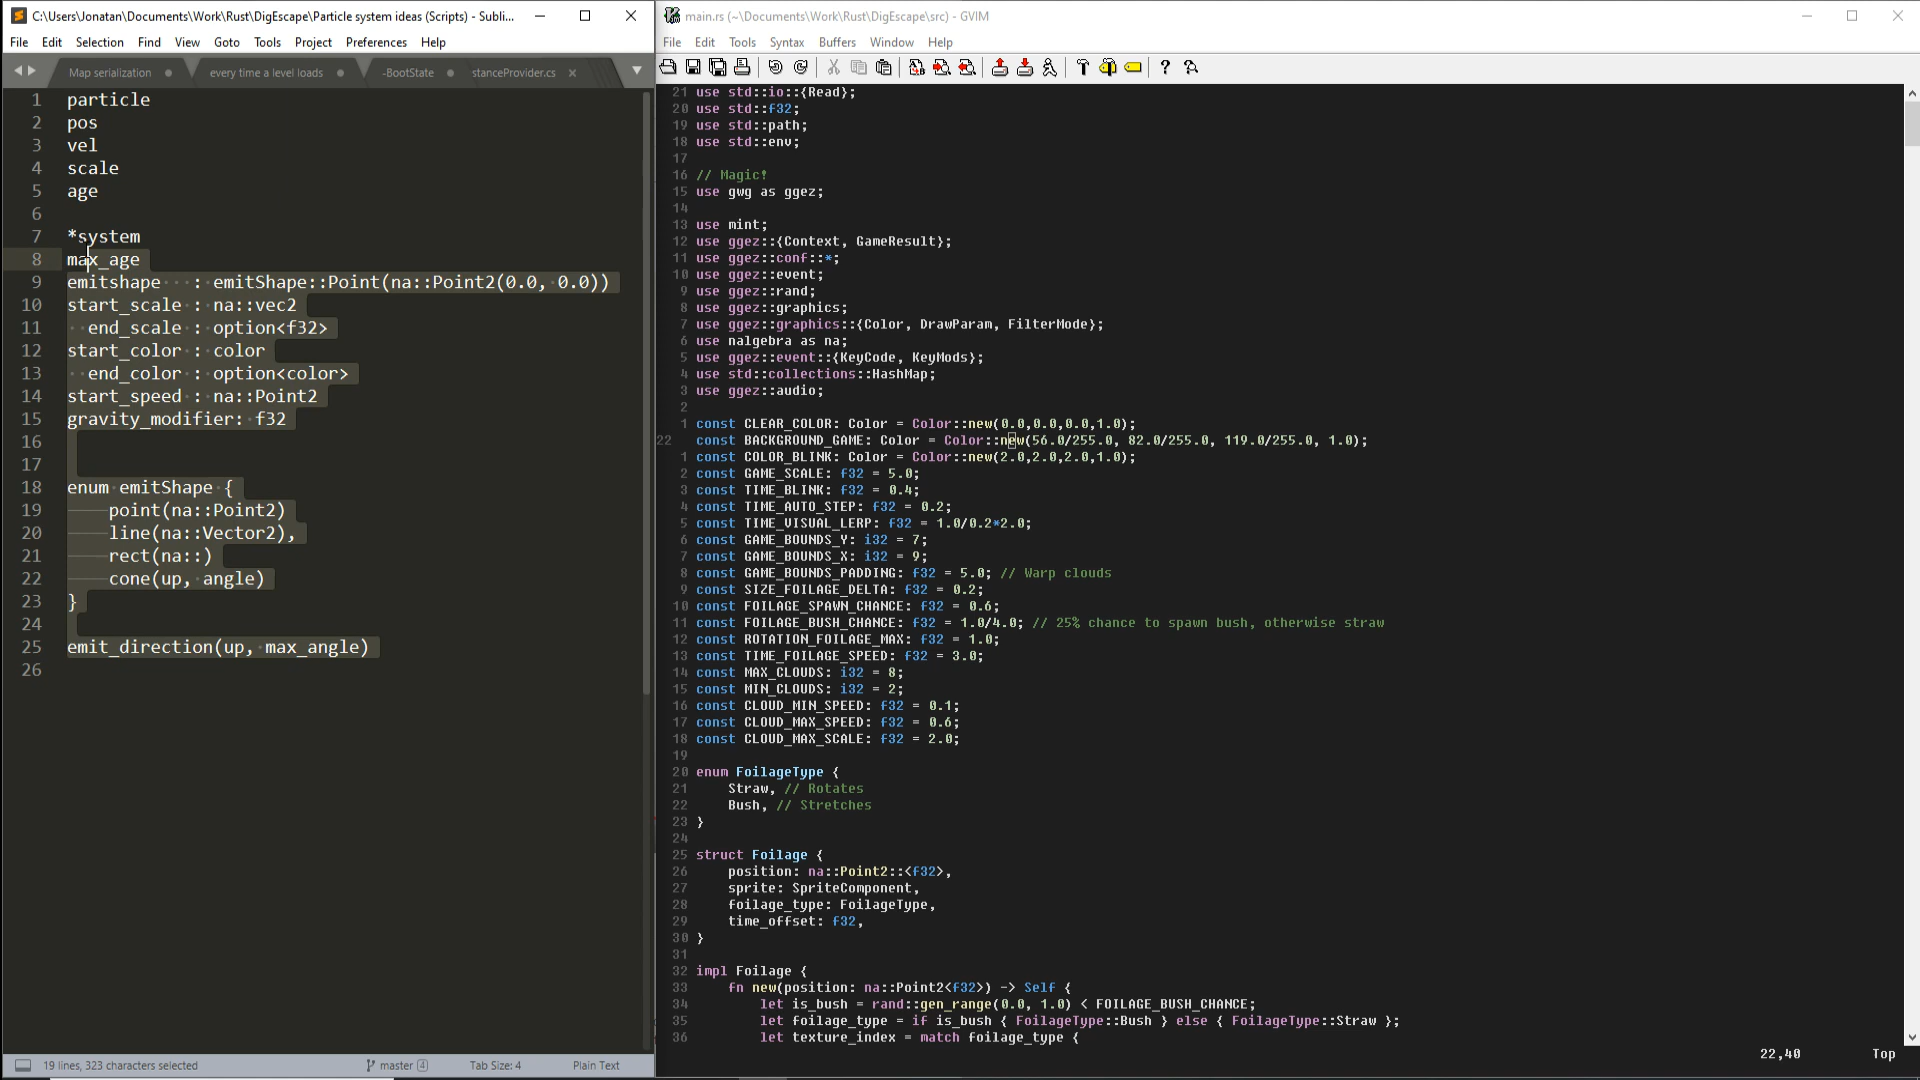 C:\Users\Jonatan\Documents\Work\Rust\DigEscape\Particle system ideas (Scripts) - Subli...
File Edit Selection Find View Goto Tools Project Preferences Help
Map serialization every time a level loads -BootState stanceProvider.cs
1 particle
2 pos
3 vel
4 scale
5 age
6
7 *system
8 max_age
9 emitshape   : emitShape::Point(na::Point2(0.0, 0.0))
10 start_scale : na::vec2
11   end_scale : option<f32>
12 start_color : color
13   end_color : option<color>
14 start_speed : na::Point2
15 gravity_modifier: f32
16
17
18 enum emitShape {
19     point(na::Point2)
20     line(na::Vector2),
21     rect(na::)
22     cone(up, angle)
23 }
24
25 emit_direction(up, max_angle)
26
19 lines, 323 characters selected master 4 Tab Size: 4 Plain Text
main.rs (~\Documents\Work\Rust\DigEscape\src) - GVIM
File Edit Tools Syntax Buffers Window Help
21 use std::io::{Read};
20 use std::f32;
19 use std::path;
18 use std::env;
17
16 // Magic!
15 use gwg as ggez;
14
13 use mint;
12 use ggez::{Context, GameResult};
11 use ggez::conf::*;
10 use ggez::event;
9 use ggez::rand;
8 use ggez::graphics;
7 use ggez::graphics::{Color, DrawParam, FilterMode};
6 use nalgebra as na;
5 use ggez::event::{KeyCode, KeyMods};
4 use std::collections::HashMap;
3 use ggez::audio;
2
1 const CLEAR_COLOR: Color = Color::new(0.0,0.0,0.0,1.0);
22 const BACKGROUND_GAME: Color = Color::new(56.0/255.0, 82.0/255.0, 119.0/255.0, 1.0);
1 const COLOR_BLINK: Color = Color::new(2.0,2.0,2.0,1.0);
2 const GAME_SCALE: f32 = 5.0;
3 const TIME_BLINK: f32 = 0.4;
4 const TIME_AUTO_STEP: f32 = 0.2;
5 const TIME_VISUAL_LERP: f32 = 1.0/0.2*2.0;
6 const GAME_BOUNDS_Y: i32 = 7;
7 const GAME_BOUNDS_X: i32 = 9;
8 const GAME_BOUNDS_PADDING: f32 = 5.0; // Warp clouds
9 const SIZE_FOILAGE_DELTA: f32 = 0.2;
10 const FOILAGE_SPAWN_CHANCE: f32 = 0.6;
11 const FOILAGE_BUSH_CHANCE: f32 = 1.0/4.0; // 25% chance to spawn bush, otherwise straw
12 const ROTATION_FOILAGE_MAX: f32 = 1.0;
13 const TIME_FOILAGE_SPEED: f32 = 3.0;
14 const MAX_CLOUDS: i32 = 8;
15 const MIN_CLOUDS: i32 = 2;
16 const CLOUD_MIN_SPEED: f32 = 0.1;
17 const CLOUD_MAX_SPEED: f32 = 0.6;
18 const CLOUD_MAX_SCALE: f32 = 2.0;
19
20 enum FoilageType {
21     Straw, // Rotates
22     Bush, // Stretches
23 }
24
25 struct Foilage {
26     position: na::Point2::<f32>,
27     sprite: SpriteComponent,
28     foilage_type: FoilageType,
29     time_offset: f32,
30 }
31
32 impl Foilage {
33     fn new(position: na::Point2<f32>) -> Self {
34         let is_bush = rand::gen_range(0.0, 1.0) < FOILAGE_BUSH_CHANCE;
35         let foilage_type = if is_bush { FoilageType::Bush } else { FoilageType::Straw };
36         let texture_index = match foilage_type {
22,40 Top